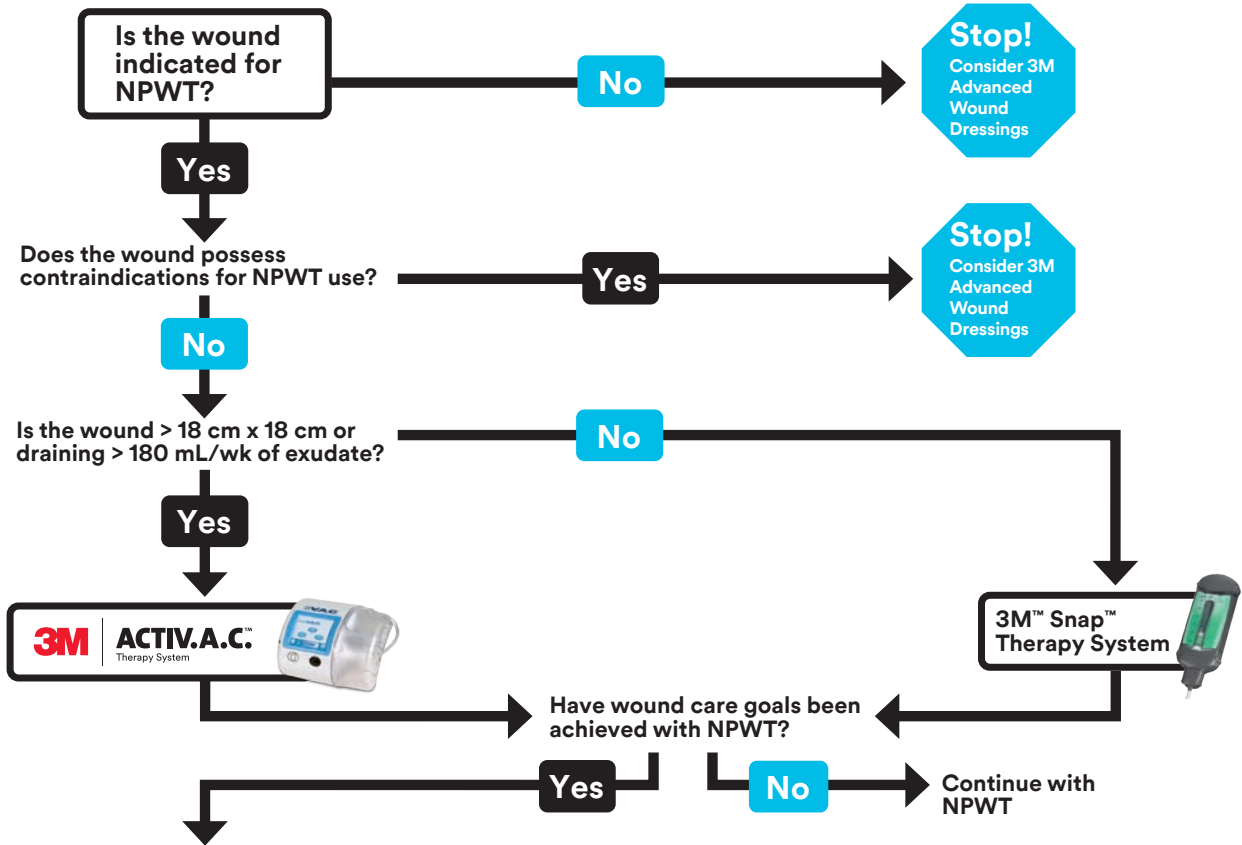 Is the wound
indicated for
NPWT?
No
Stop!
Consider 3M
Advanced
Wound
Dressings
Yes
Does the wound possess
contraindications for NPWT use?
Yes
Stop!
Consider 3M
Advanced
Wound
Dressings
No
Is the wound > 18 cm x 18 cm or
draining > 180 mL/wk of exudate?
No
Yes
3M
ACTIV.A.C.™
Therapy System
3M™ Snap™
Therapy System
Have wound care goals been
achieved with NPWT?
Yes
No
Continue with
NPWT